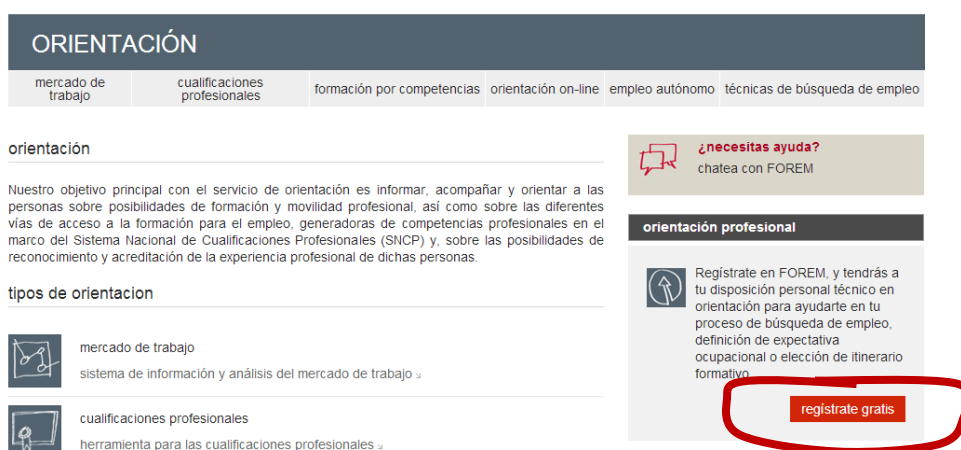 ORIENTACIÓN
mercado de
trabajo
cualificaciones
profesionales
formación por competencias
orientación on-line
empleo autónomo
técnicas de búsqueda de empleo
orientación
Nuestro objetivo principal con el servicio de orientación es informar, acompañar y orientar a las
personas sobre posibilidades de formación y movilidad profesional, así como sobre las diferentes
vías de acceso a la formación para el empleo, generadoras de competencias profesionales en el
marco del Sistema Nacional de Cualificaciones Profesionales (SNCP) y, sobre las posibilidades de
reconocimiento y acreditación de la experiencia profesional de dichas personas.
tipos de orientacion
mercado de trabajo
sistema de información y análisis del mercado de trabajo
cualificaciones profesionales
herramienta para las cualificaciones profesionales
¿necesitas ayuda?
chatea con FOREM
orientación profesional
Regístrate en FOREM, y tendrás a
tu disposición personal técnico en
orientación para ayudarte en tu
proceso de búsqueda de empleo,
definición de expectativa
ocupacional o elección de itinerario
formativo
regístrate gratis